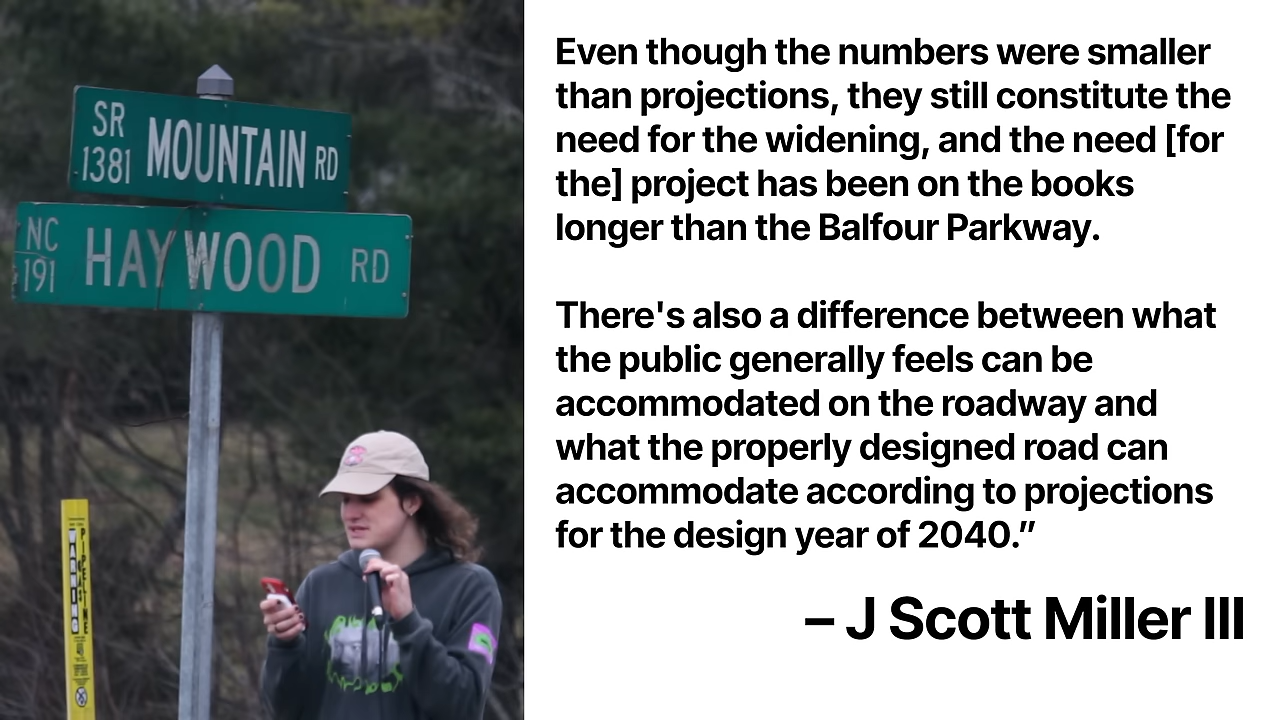 SR
1381
MOUNTAIN RD
NC
191
HAYWOOD RD
WARNING
GAS
PIPELINE
Even though the numbers were smaller
than projections, they still constitute the
need for the widening, and the need [for
the] project has been on the books
longer than the Balfour Parkway.
There's also a difference between what
the public generally feels can be
accommodated on the roadway and
what the properly designed road can
accommodate according to projections
for the design year of 2040.”
– J Scott Miller III